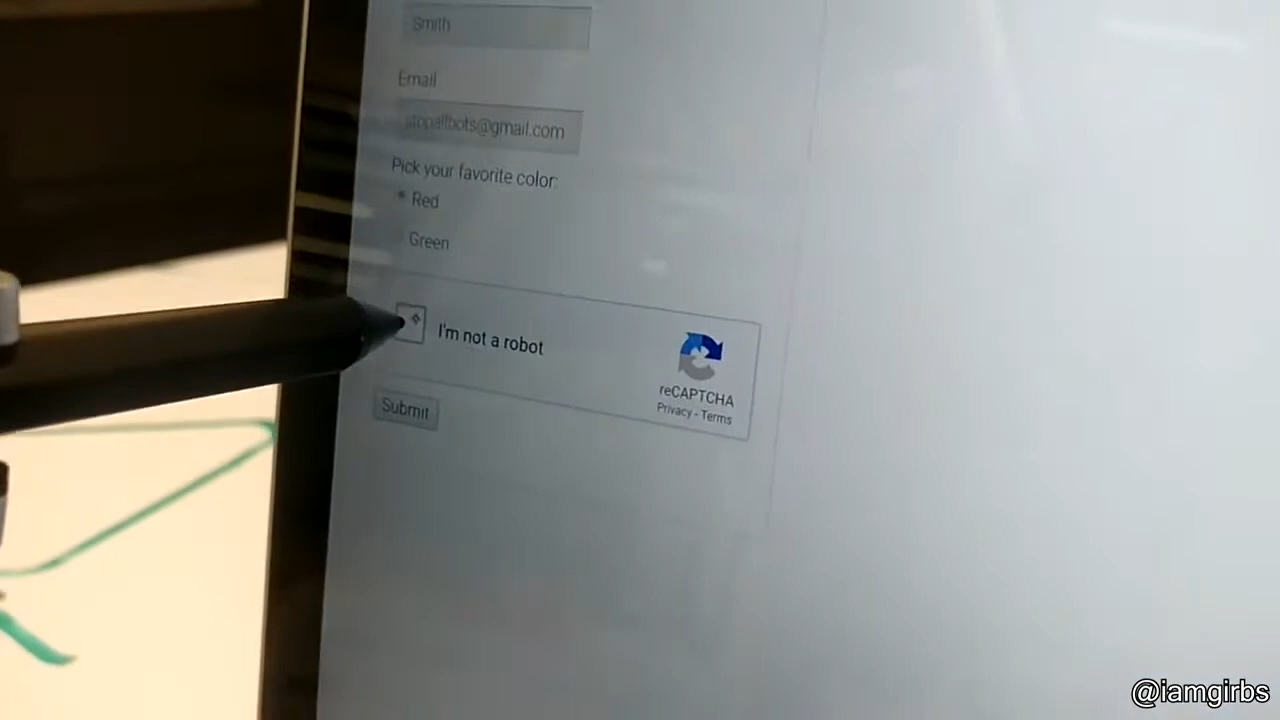 Smith
Email
stopallbots@gmail.com
Pick your favorite color:
Red
Green
I'm not a robot
reCAPTCHA
Privacy - Terms
Submit
@iamgirbs